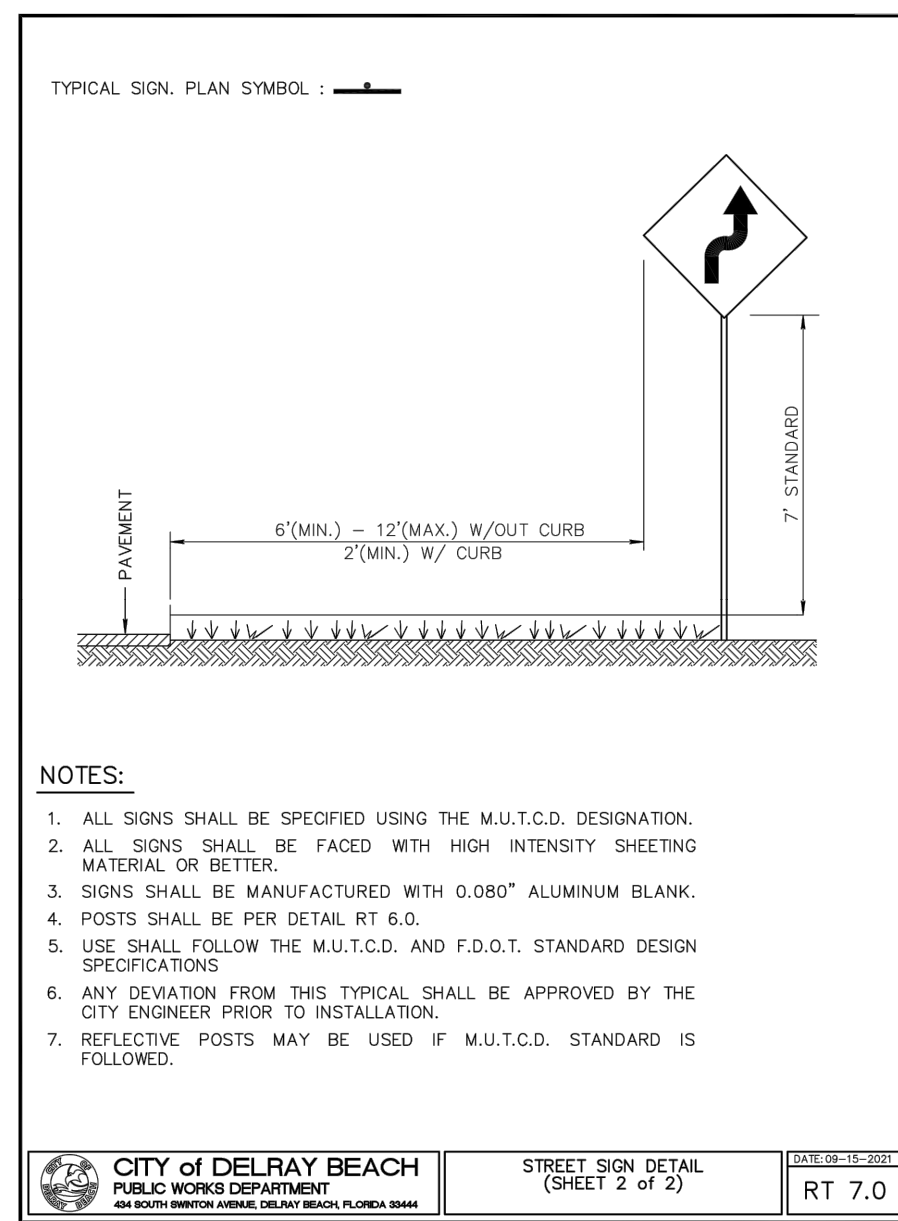 TYPICAL SIGN. PLAN SYMBOL :
7' STANDARD
PAVEMENT
6'(MIN.) – 12'(MAX.) W/OUT CURB
2'(MIN.) W/ CURB
NOTES:
1. ALL SIGNS SHALL BE SPECIFIED USING THE M.U.T.C.D. DESIGNATION.
2. ALL SIGNS SHALL BE FACED WITH HIGH INTENSITY SHEETING
MATERIAL OR BETTER.
3. SIGNS SHALL BE MANUFACTURED WITH 0.080" ALUMINUM BLANK.
4. POSTS SHALL BE PER DETAIL RT 6.0.
5. USE SHALL FOLLOW THE M.U.T.C.D. AND F.D.O.T. STANDARD DESIGN
SPECIFICATIONS
6. ANY DEVIATION FROM THIS TYPICAL SHALL BE APPROVED BY THE
CITY ENGINEER PRIOR TO INSTALLATION.
7. REFLECTIVE POSTS MAY BE USED IF M.U.T.C.D. STANDARD IS
FOLLOWED.
CITY OF
DELRAY BEACH
CITY of DELRAY BEACH
PUBLIC WORKS DEPARTMENT
434 SOUTH SWINTON AVENUE, DELRAY BEACH, FLORIDA 33444
STREET SIGN DETAIL
(SHEET 2 of 2)
DATE: 09–15–2021
RT 7.0